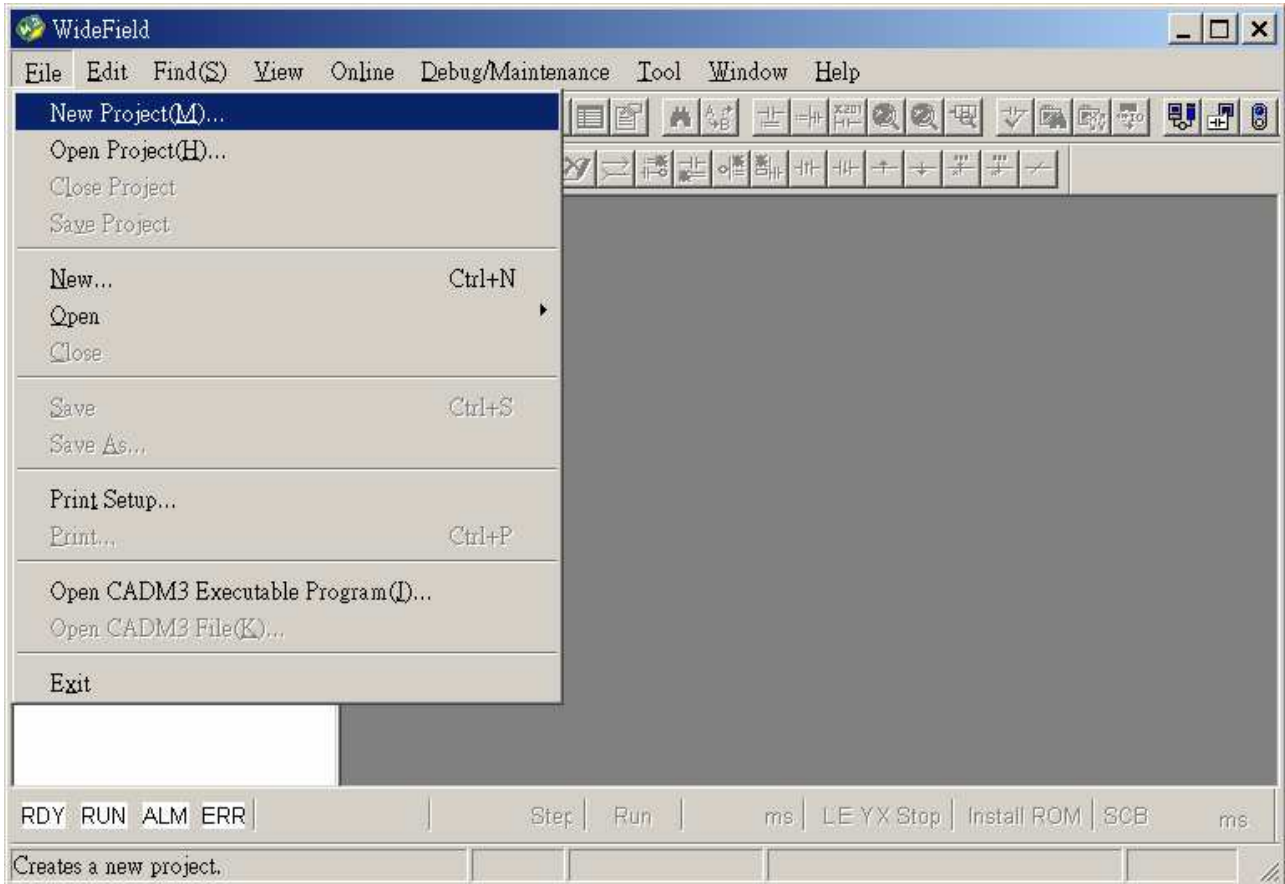 WideField
File Edit Find(S) View Online Debug/Maintenance Tool Window Help
New Project(M)...
Open Project(H)...
Close Project
Save Project
New... Ctrl+N
Open
Close
Save Ctrl+S
Save As...
Print Setup...
Print... Ctrl+P
Open CADM3 Executable Program(J)...
Open CADM3 File(K)...
Exit
RDY RUN ALM ERR Step Run ms LE YX Stop Install ROM SCB ms
Creates a new project.